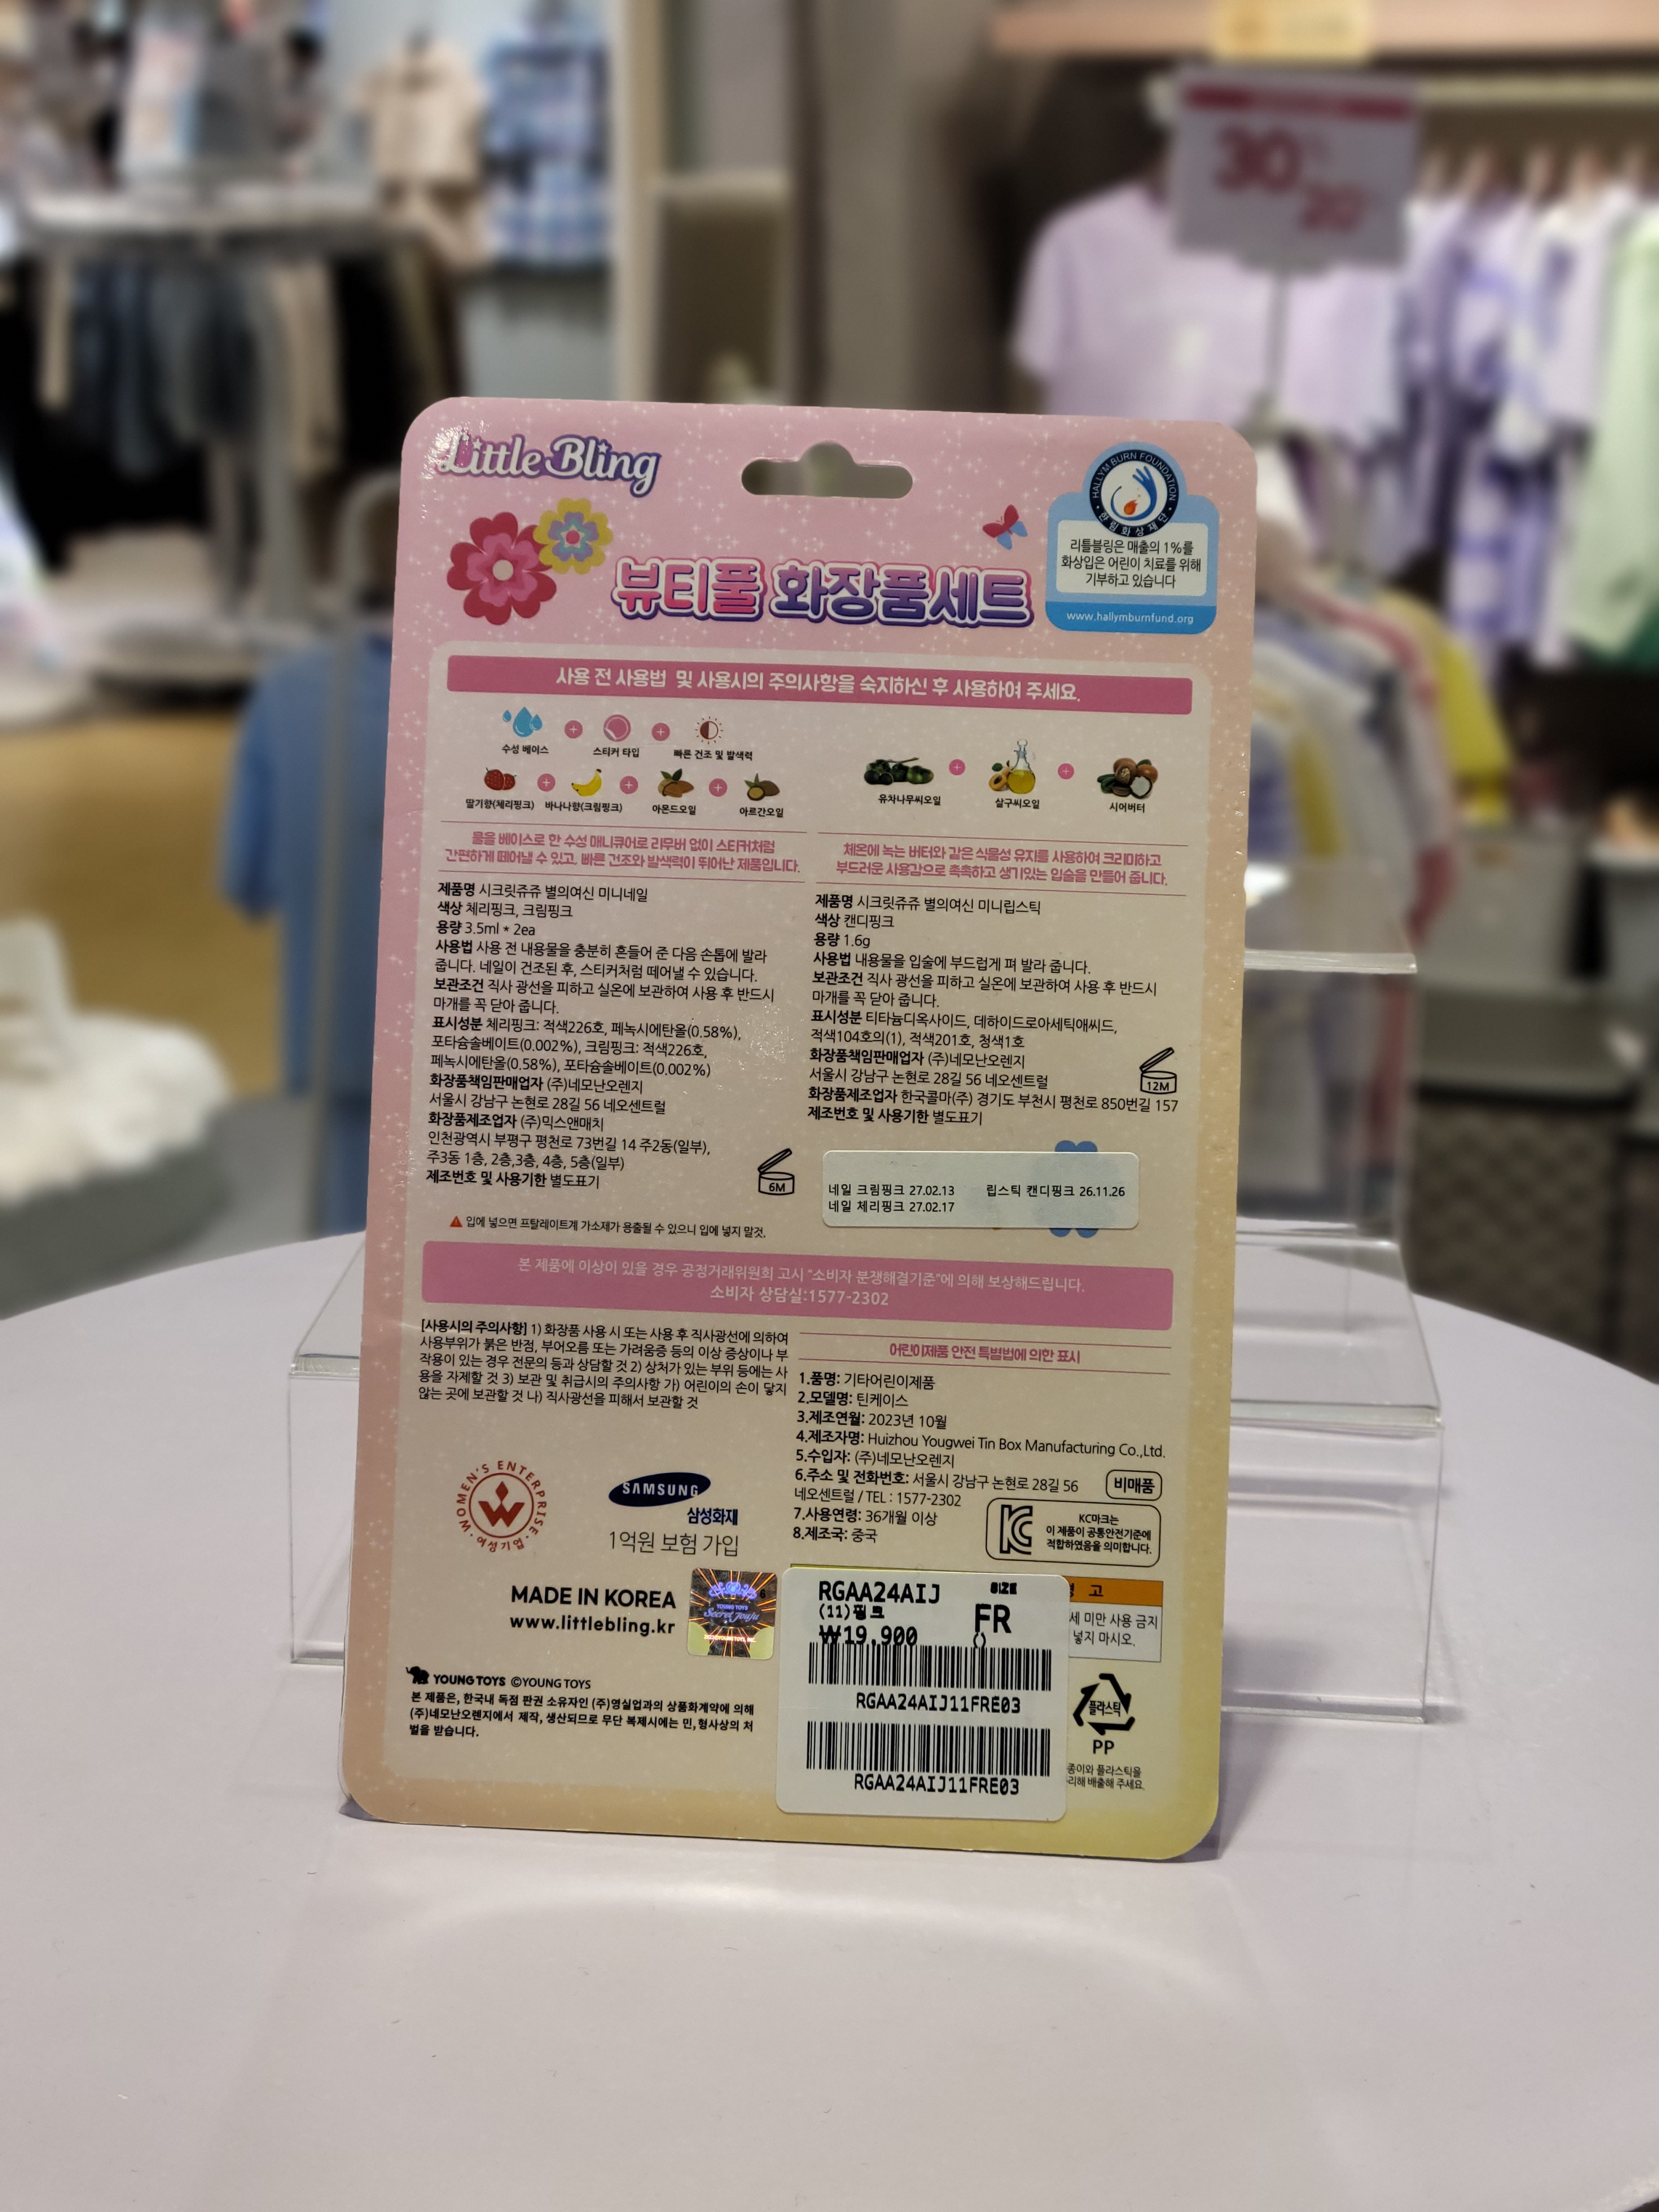 30
20
Little Bling
HALLYM BURN FOUNDATION
한림화상재단
리틀블링은 매출의 1%를
화상입은 어린이 치료를 위해
기부하고 있습니다
www.hallymburnfund.org
뷰티풀 화장품세트
사용 전 사용법 및 사용시의 주의사항을 숙지하신 후 사용하여 주세요.
수성 베이스 + 스티커 타입 + 빠른 건조 및 발색력
딸기향(체리핑크) + 바나나향(크림핑크) + 아몬드오일 + 아르간오일
물을 베이스로 한 수성 매니큐어로 리무버 없이 스티커처럼
간편하게 떼어낼 수 있고, 빠른 건조와 발색력이 뛰어난 제품입니다.
제품명 시크릿쥬쥬 별의여신 미니네일
색상 체리핑크, 크림핑크
용량 3.5ml * 2ea
사용법 사용 전 내용물을 충분히 흔들어 준 다음 손톱에 발라
줍니다. 네일이 건조된 후, 스티커처럼 떼어낼 수 있습니다.
보관조건 직사 광선을 피하고 실온에 보관하여 사용 후 반드시
마개를 꼭 닫아 줍니다.
표시성분 체리핑크: 적색226호, 페녹시에탄올(0.58%),
포타슘솔베이트(0.002%), 크림핑크: 적색226호,
페녹시에탄올(0.58%), 포타슘솔베이트(0.002%)
화장품책임판매업자 (주)네모난오렌지
서울시 강남구 논현로 28길 56 네오센트럴
화장품제조업자 (주)믹스앤매치
인천광역시 부평구 평천로 73번길 14 주2동(일부),
주3동 1층, 2층,3층, 4층, 5층(일부)
제조번호 및 사용기한 별도표기
6M
입에 넣으면 프탈레이트계 가소제가 용출될 수 있으니 입에 넣지 말것.
유차나무씨오일 + 살구씨오일 + 시어버터
체온에 녹는 버터와 같은 식물성 유지를 사용하여 크리미하고
부드러운 사용감으로 촉촉하고 생기있는 입술을 만들어 줍니다.
제품명 시크릿쥬쥬 별의여신 미니립스틱
색상 캔디핑크
용량 1.6g
사용법 내용물을 입술에 부드럽게 펴 발라 줍니다.
보관조건 직사 광선을 피하고 실온에 보관하여 사용 후 반드시
마개를 꼭 닫아 줍니다.
표시성분 티타늄디옥사이드, 데하이드로아세틱애씨드,
적색104호의(1), 적색201호, 청색1호
화장품책임판매업자 (주)네모난오렌지
서울시 강남구 논현로 28길 56 네오센트럴
화장품제조업자 한국콜마(주) 경기도 부천시 평천로 850번길 157
제조번호 및 사용기한 별도표기
12M
네일 크림핑크 27.02.13 립스틱 캔디핑크 26.11.26
네일 체리핑크 27.02.17
본 제품에 이상이 있을 경우 공정거래위원회 고시 "소비자 분쟁해결기준"에 의해 보상해드립니다.
소비자 상담실:1577-2302
[사용시의 주의사항] 1) 화장품 사용 시 또는 사용 후 직사광선에 의하여
사용부위가 붉은 반점, 부어오름 또는 가려움증 등의 이상 증상이나 부
작용이 있는 경우 전문의 등과 상담할 것 2) 상처가 있는 부위 등에는 사
용을 자제할 것 3) 보관 및 취급시의 주의사항 가) 어린이의 손이 닿지
않는 곳에 보관할 것 나) 직사광선을 피해서 보관할 것
WOMEN'S ENTERPRISE
여성기업
SAMSUNG
삼성화재
1억원 보험 가입
MADE IN KOREA
www.littlebling.kr
YOUNG TOYS
Secret Jouju
YOUNG TOYS ©YOUNG TOYS
본 제품은, 한국내 독점 판권 소유자인 (주)영실업과의 상품화계약에 의해
(주)네모난오렌지에서 제작, 생산되므로 무단 복제시에는 민,형사상의 처
벌을 받습니다.
어린이제품 안전 특별법에 의한 표시
1.품명: 기타어린이제품
2.모델명: 틴케이스
3.제조연월: 2023년 10월
4.제조자명: Huizhou Yougwei Tin Box Manufacturing Co.,Ltd.
5.수입자: (주)네모난오렌지
6.주소 및 전화번호: 서울시 강남구 논현로 28길 56
네오센트럴 / TEL : 1577-2302
7.사용연령: 36개월 이상
8.제조국: 중국
비매품
KC마크는
이 제품이 공통안전기준에
적합하였음을 의미합니다.
고
세 미만 사용 금지
넣지 마시오.
RGAA24AIJ SIZE
(11)핑크 FR
₩19,900
RGAA24AIJ11FRE03
RGAA24AIJ11FRE03
플라스틱
PP
종이와 플라스틱을
리해 배출해 주세요.